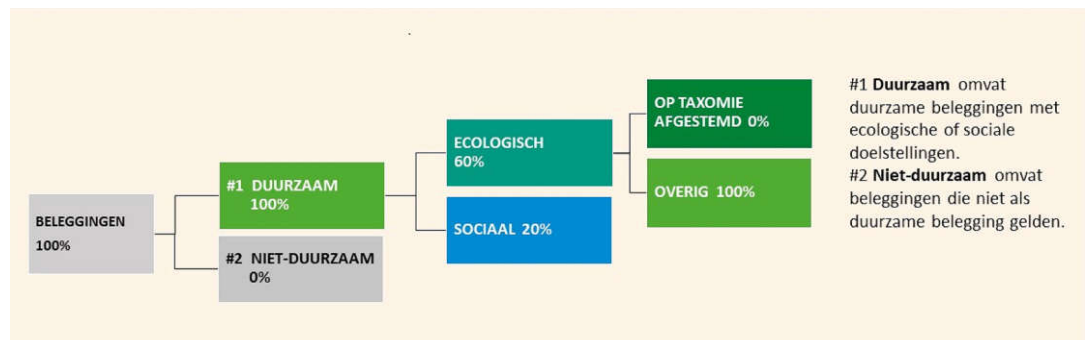 BELEGGINGEN
100%
#1 DUURZAAM
100%
#2 NIET-DUURZAAM
0%
ECOLOGISCH
60%
SOCIAAL 20%
OP TAXOMIE
AFGESTEMD 0%
OVERIG 100%
#1 Duurzaam omvat
duurzame beleggingen met
ecologische of sociale
doelstellingen.
#2 Niet-duurzaam omvat
beleggingen die niet als
duurzame belegging gelden.